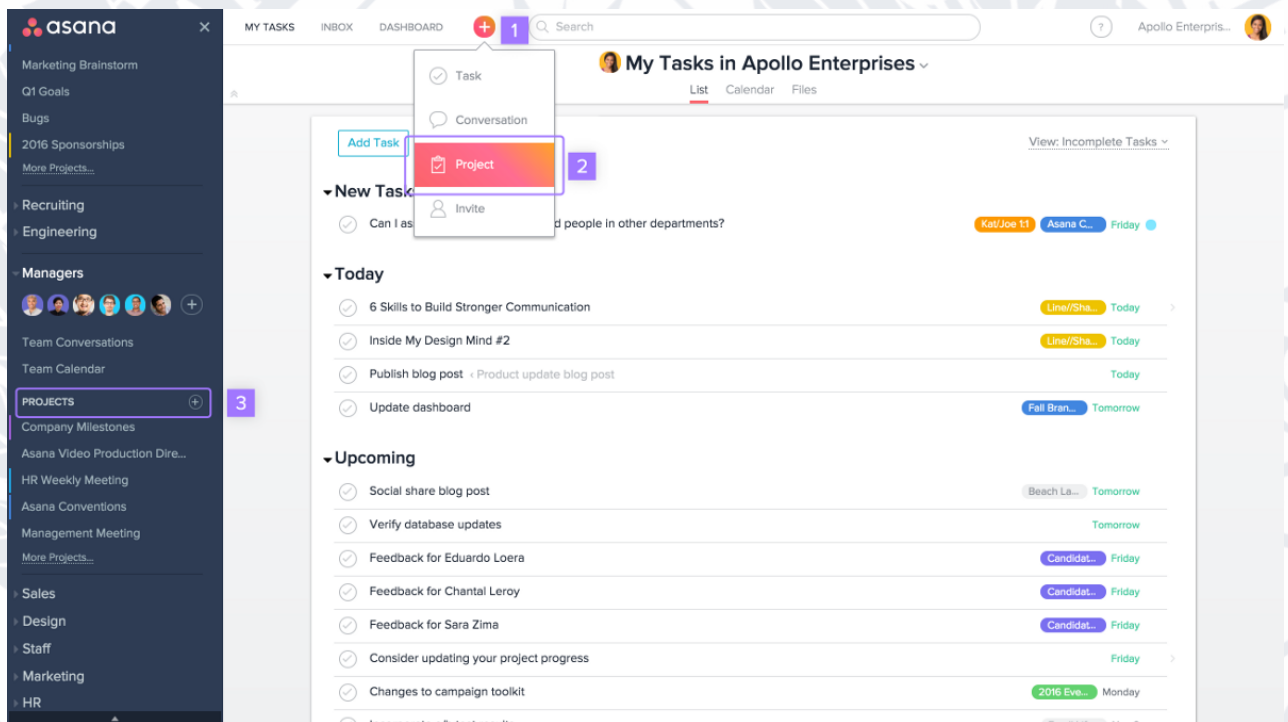 asana ×
MY TASKS INBOX DASHBOARD + 1 Search ? Apollo Enterpris...
Marketing Brainstorm
Q1 Goals
Bugs
2016 Sponsorships
More Projects...
Recruiting
Engineering
Managers
+
Team Conversations
Team Calendar
PROJECTS + 3
Company Milestones
Asana Video Production Dire...
HR Weekly Meeting
Asana Conventions
Management Meeting
More Projects...
Sales
Design
Staff
Marketing
HR
Task
Conversation
Project 2
Invite
My Tasks in Apollo Enterprises
List Calendar Files
Add Task View: Incomplete Tasks
New Task
Can I as d people in other departments? Kat/Joe 1:1 Asana C... Friday
Today
6 Skills to Build Stronger Communication Line//Sha... Today
Inside My Design Mind #2 Line//Sha... Today
Publish blog post ‹ Product update blog post Today
Update dashboard Fall Bran... Tomorrow
Upcoming
Social share blog post Beach La... Tomorrow
Verify database updates Tomorrow
Feedback for Eduardo Loera Candidat... Friday
Feedback for Chantal Leroy Candidat... Friday
Feedback for Sara Zima Candidat... Friday
Consider updating your project progress Friday
Changes to campaign toolkit 2016 Eve... Monday